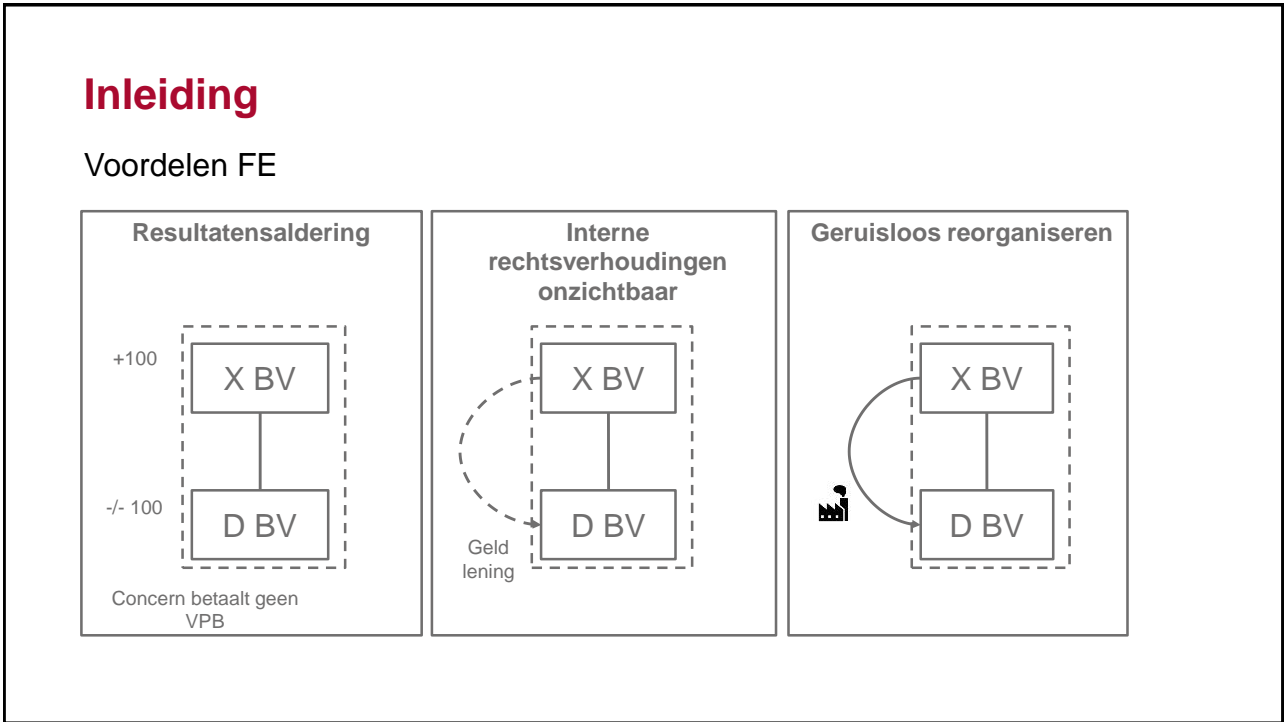 Inleiding
Voordelen FE
Resultatensaldering
+100
X BV
-/- 100
D BV
Concern betaalt geen
VPB
Interne
rechtsverhoudingen
onzichtbaar
X BV
D BV
Geld
lening
Geruisloos reorganiseren
X BV
D BV